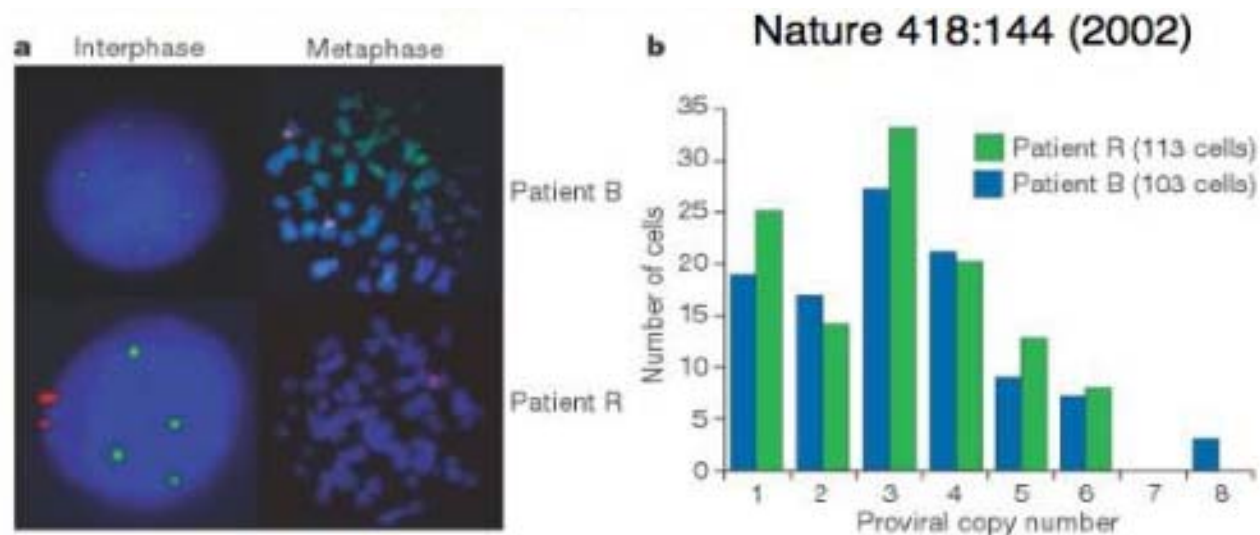 Nature 418:144 (2002)
a
Interphase
Metaphase
Patient B
Patient R
b
Number of cells
35
30
25
20
15
10
5
0
Patient R (113 cells)
Patient B (103 cells)
1 2 3 4 5 6 7 8
Proviral copy number